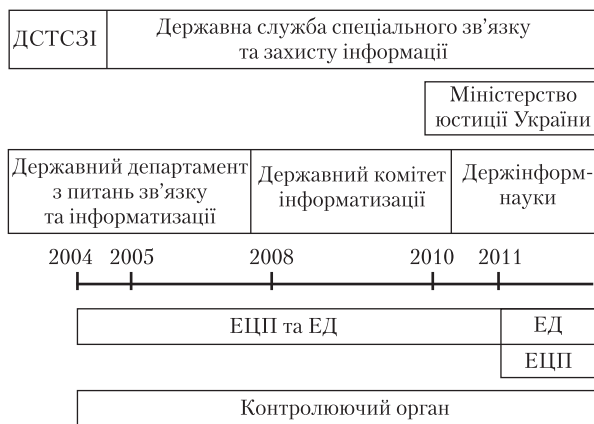 ДСТСЗІ
Державна служба спеціального зв’язку
та захисту інформації
Міністерство
юстиції України
Державний департамент
з питань зв’язку
та інформатизації
Державний комітет
інформатизації
Держінформ-
науки
2004 2005 2008 2010 2011
ЕЦП та ЕД
ЕД
ЕЦП
Контролюючий орган